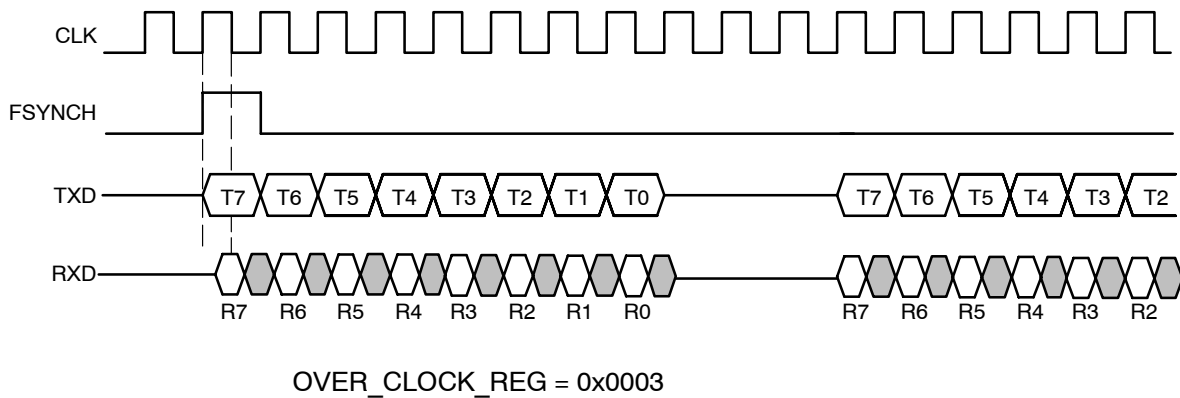 CLK
FSYNCH
TXD T7 T6 T5 T4 T3 T2 T1 T0 T7 T6 T5 T4 T3 T2
RXD
R7 R6 R5 R4 R3 R2 R1 R0 R7 R6 R5 R4 R3 R2
OVER_CLOCK_REG = 0x0003